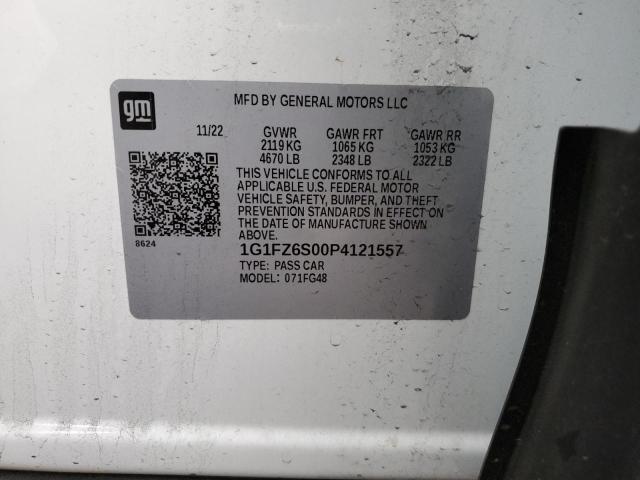 gm
MFD BY GENERAL MOTORS LLC
11/22 GVWR GAWR FRT GAWR RR
2119 KG 1065 KG 1053 KG
4670 LB 2348 LB 2322 LB
THIS VEHICLE CONFORMS TO ALL
APPLICABLE U.S. FEDERAL MOTOR
VEHICLE SAFETY, BUMPER, AND THEFT
PREVENTION STANDARDS IN EFFECT ON
THE DATE OF MANUFACTURE SHOWN
ABOVE.
8624
1G1FZ6S00P4121557
TYPE: PASS CAR
MODEL: 071FG48